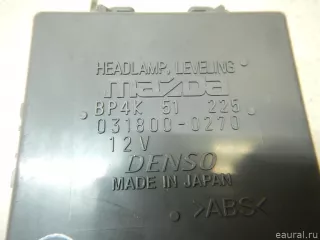 HEADLAMP, LEVELING
mazda
BP4K 51 225
031800-0270
12V
DENSO
MADE IN JAPAN
>ABS<
© eaural.ru